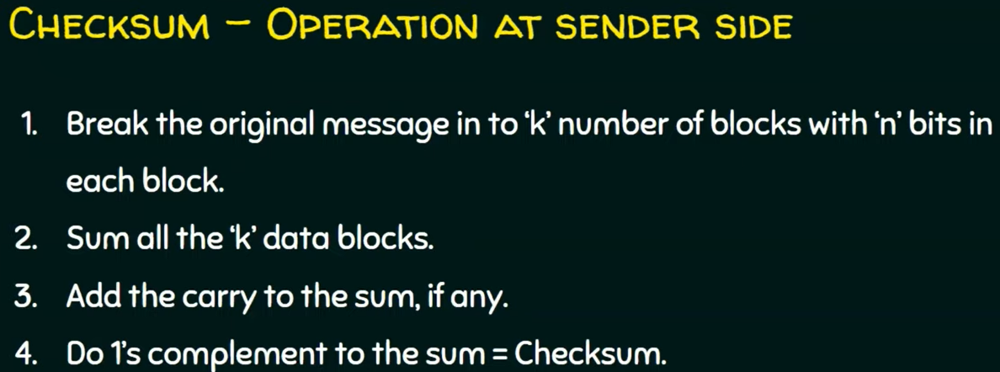 CHECKSUM – OPERATION AT SENDER SIDE
1. Break the original message in to ‘k’ number of blocks with ‘n’ bits in
each block.
2. Sum all the ‘k’ data blocks.
3. Add the carry to the sum, if any.
4. Do 1’s complement to the sum = Checksum.